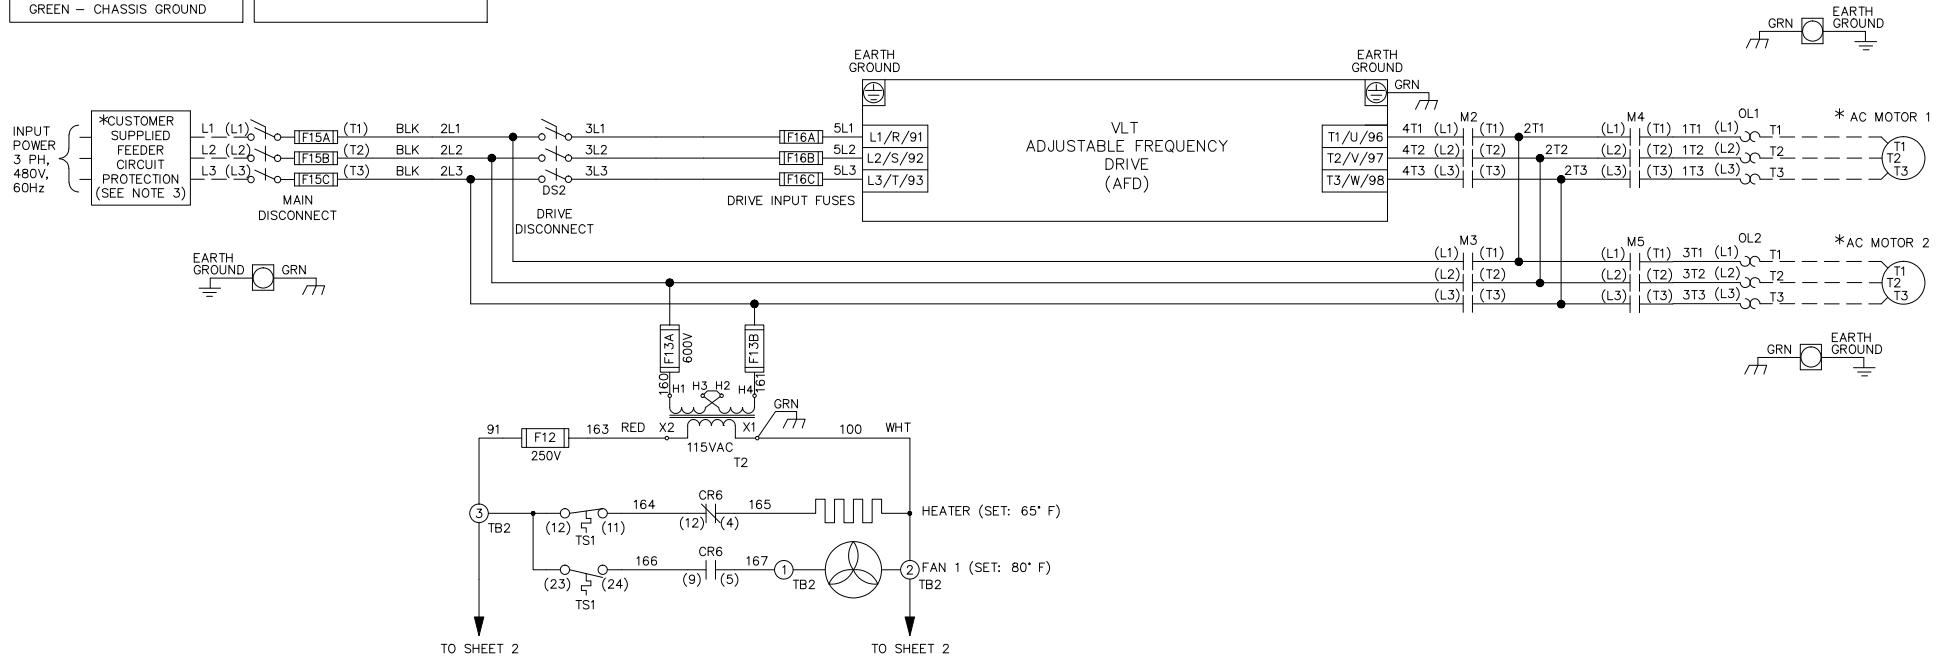 GREEN – CHASSIS GROUND
GRN
EARTH
GROUND
EARTH
GROUND
EARTH
GROUND
GRN
INPUT
POWER
3 PH,
480V,
60Hz
*CUSTOMER
SUPPLIED
FEEDER
CIRCUIT
PROTECTION
(SEE NOTE 3)
L1 (L1) F15A (T1) BLK 2L1 3L1 F16A 5L1 L1/R/91
L2 (L2) F15B (T2) BLK 2L2 3L2 F16B 5L2 L2/S/92
L3 (L3) F15C (T3) BLK 2L3 3L3 F16C 5L3 L3/T/93
MAIN
DISCONNECT
DS2
DRIVE
DISCONNECT
DRIVE INPUT FUSES
VLT
ADJUSTABLE FREQUENCY
DRIVE
(AFD)
M2 M4 OL1 * AC MOTOR 1
T1/U/96 4T1 (L1) (T1) 2T1 (L1) (T1) 1T1 (L1) T1 T1
T2/V/97 4T2 (L2) (T2) 2T2 (L2) (T2) 1T2 (L2) T2 T2
T3/W/98 4T3 (L3) (T3) 2T3 (L3) (T3) 1T3 (L3) T3 T3
M3 M5 OL2 *AC MOTOR 2
(L1) (T1) (L1) (T1) 3T1 (L1) T1 T1
(L2) (T2) (L2) (T2) 3T2 (L2) T2 T2
(L3) (T3) (L3) (T3) 3T3 (L3) T3 T3
EARTH
GROUND
GRN
GRN
EARTH
GROUND
F13A
600V
F13B
160
161
H1 H3 H2 H4
GRN
91 F12 163 RED X2 X1 100 WHT
250V
115VAC
T2
3
TB2
164 CR6 165
(12) (11) (12) (4)
TS1
HEATER (SET: 65° F)
166 CR6 167
(23) (24) (9) (5)
TS1
1
TB2
2
TB2
FAN 1 (SET: 80° F)
TO SHEET 2
TO SHEET 2